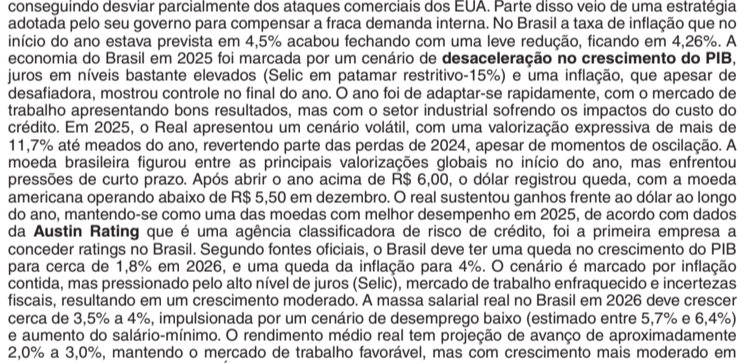 conseguindo desviar parcialmente dos ataques comerciais dos EUA. Parte disso veio de uma estratégia
adotada pelo seu governo para compensar a fraca demanda interna. No Brasil a taxa de inflação que no
início do ano estava prevista em 4,5% acabou fechando com uma leve redução, ficando em 4,26%. A
economia do Brasil em 2025 foi marcada por um cenário de desaceleração no crescimento do PIB,
juros em níveis bastante elevados (Selic em patamar restritivo-15%) e uma inflação, que apesar de
desafiadora, mostrou controle no final do ano. O ano foi de adaptar-se rapidamente, com o mercado de
trabalho apresentando bons resultados, mas com o setor industrial sofrendo os impactos do custo do
crédito. Em 2025, o Real apresentou um cenário volátil, com uma valorização expressiva de mais de
11,7% até meados do ano, revertendo parte das perdas de 2024, apesar de momentos de oscilação. A
moeda brasileira figurou entre as principais valorizações globais no início do ano, mas enfrentou
pressões de curto prazo. Após abrir o ano acima de R$ 6,00, o dólar registrou queda, com a moeda
americana operando abaixo de R$ 5,50 em dezembro. O real sustentou ganhos frente ao dólar ao longo
do ano, mantendo-se como uma das moedas com melhor desempenho em 2025, de acordo com dados
da Austin Rating que é uma agência classificadora de risco de crédito, foi a primeira empresa a
conceder ratings no Brasil. Segundo fontes oficiais, o Brasil deve ter uma queda no crescimento do PIB
para cerca de 1,8% em 2026, e uma queda da inflação para 4%. O cenário é marcado por inflação
contida, mas pressionado pelo alto nível de juros (Selic), mercado de trabalho enfraquecido e incertezas
fiscais, resultando em um crescimento moderado. A massa salarial real no Brasil em 2026 deve crescer
cerca de 3,5% a 4%, impulsionada por um cenário de desemprego baixo (estimado entre 5,7% e 6,4%)
e aumento do salário-mínimo. O rendimento médio real tem projeção de avanço de aproximadamente
2,0% a 3,0%, mantendo o mercado de trabalho favorável, mas com crescimento mais moderado em